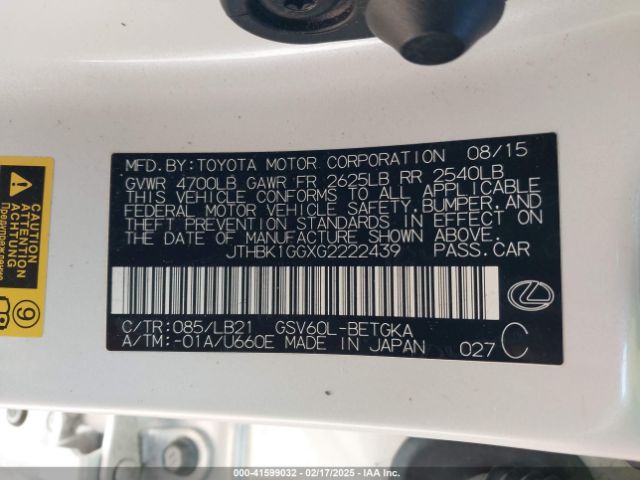 MFD. BY: TOYOTA MOTOR CORPORATION 08/15
GVWR 4700LB GAWR FR 2625LB RR 2540LB
THIS VEHICLE CONFORMS TO ALL APPLICABLE
FEDERAL MOTOR VEHICLE SAFETY, BUMPER, AND
THEFT PREVENTION STANDARDS IN EFFECT ON
THE DATE OF MANUFACTURE SHOWN ABOVE.
JTHBK1GGXG2222439 PASS.CAR
C/TR:085/LB21 GSV60L-BETGKA
A/TM:-01A/U660E MADE IN JAPAN 027 C
CAUTION
ATTENTION
ACHTUNG
9
000-41599032 - 02/17/2025 - IAA Inc.